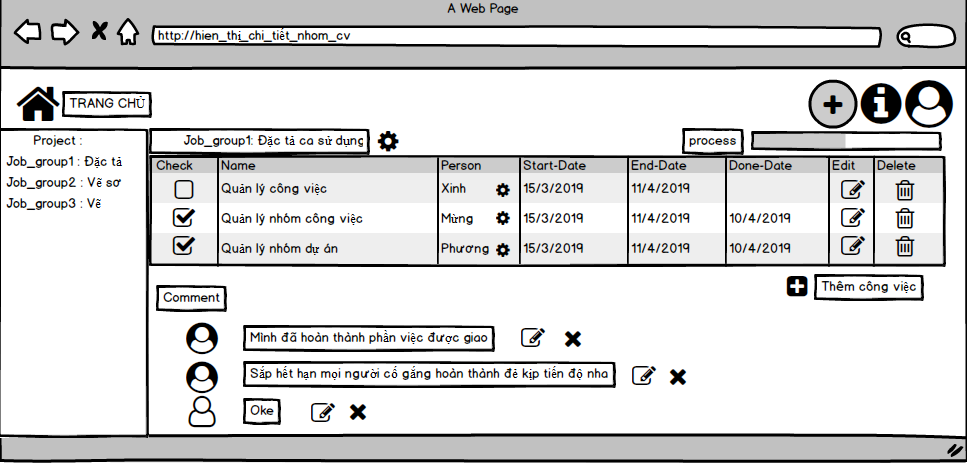 A Web Page
http://hien_thị_chi_tiết_nhom_cv
TRANG CHỦ
Project :
Job_group1 : Đặc tả
Job_group2 : Vẽ sơ
Job_group3 : Vẽ
Job_group1: Đặc tả ca sử dụng
process
Check Name Person Start-Date End-Date Done-Date Edit Delete
Quản lý công việc Xinh 15/3/2019 11/4/2019
Quản lý nhóm công việc Mừng 15/3/2019 11/4/2019 10/4/2019
Quản lý nhóm dự án Phương 15/3/2019 11/4/2019 10/4/2019
Thêm công việc
Comment
Mình đã hoàn thành phần việc được giao
Sắp hết hạn mọi người cố gắng hoàn thành để kịp tiến độ nha
Oke